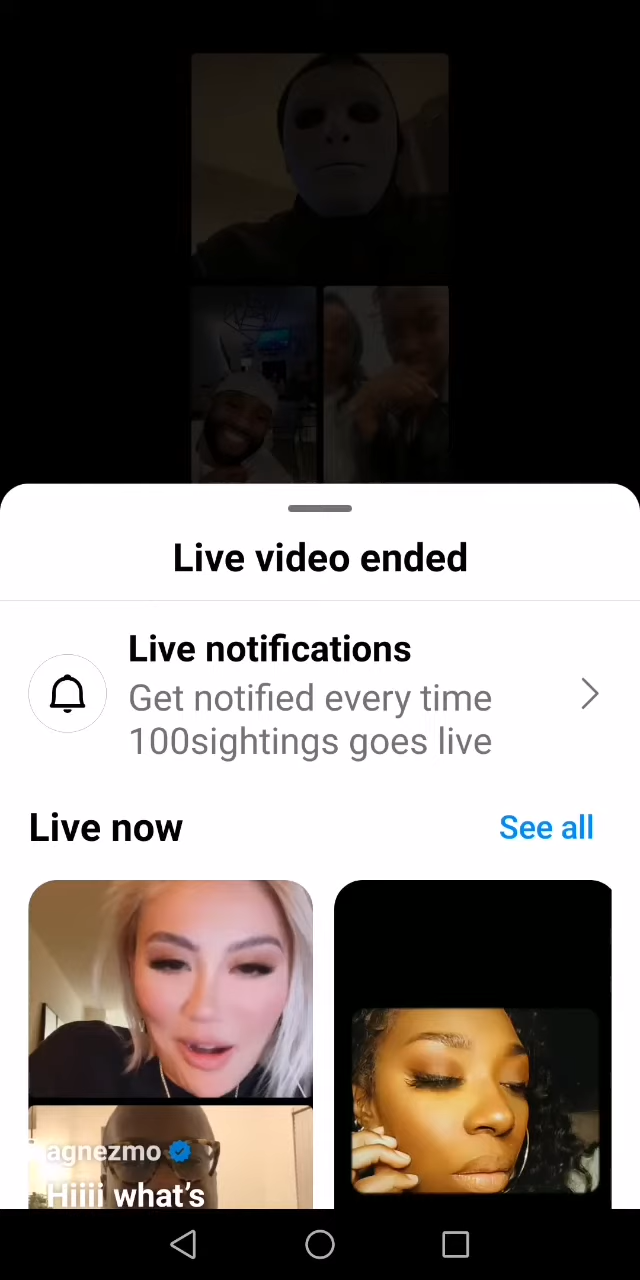 Live video ended
Live notifications
Get notified every time
100sightings goes live
Live now
See all
agnezmo
Hiiii what's